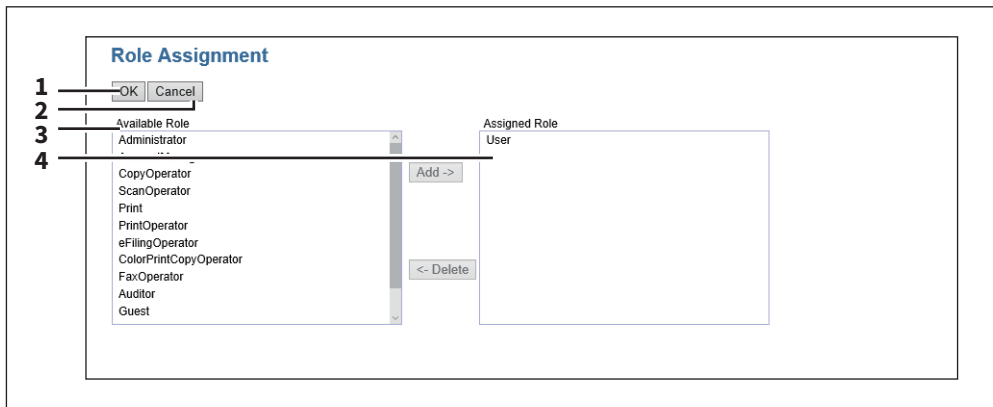 Role Assignment
1
OK Cancel
2
3
Available Role
Assigned Role
Administrator
User
4
CopyOperator
Add ->
ScanOperator
Print
PrintOperator
eFilingOperator
ColorPrintCopyOperator
<- Delete
FaxOperator
Auditor
Guest